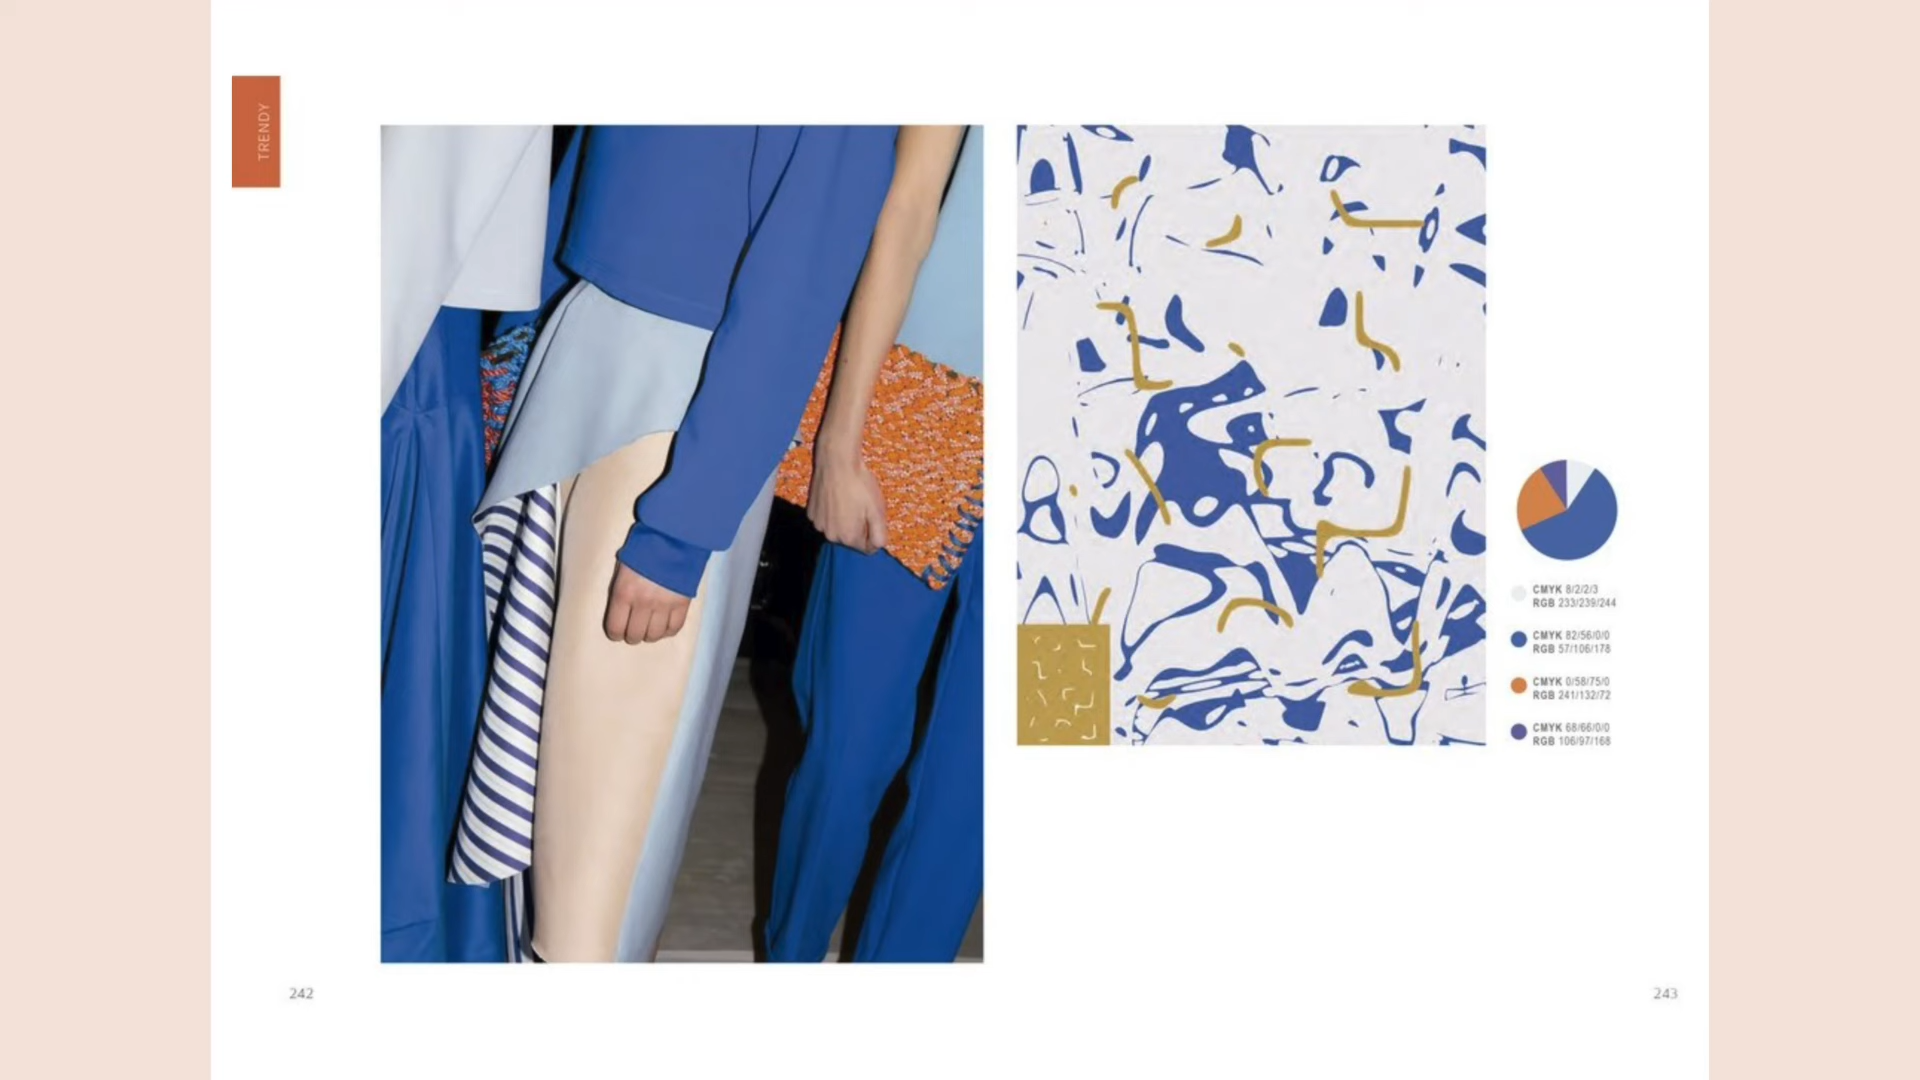 TRENDY
CMYK 8/2/2/3
RGB 233/239/244
CMYK 82/56/0/0
RGB 57/106/178
CMYK 0/58/75/0
RGB 241/132/72
CMYK 68/66/0/0
RGB 106/97/168
242
243